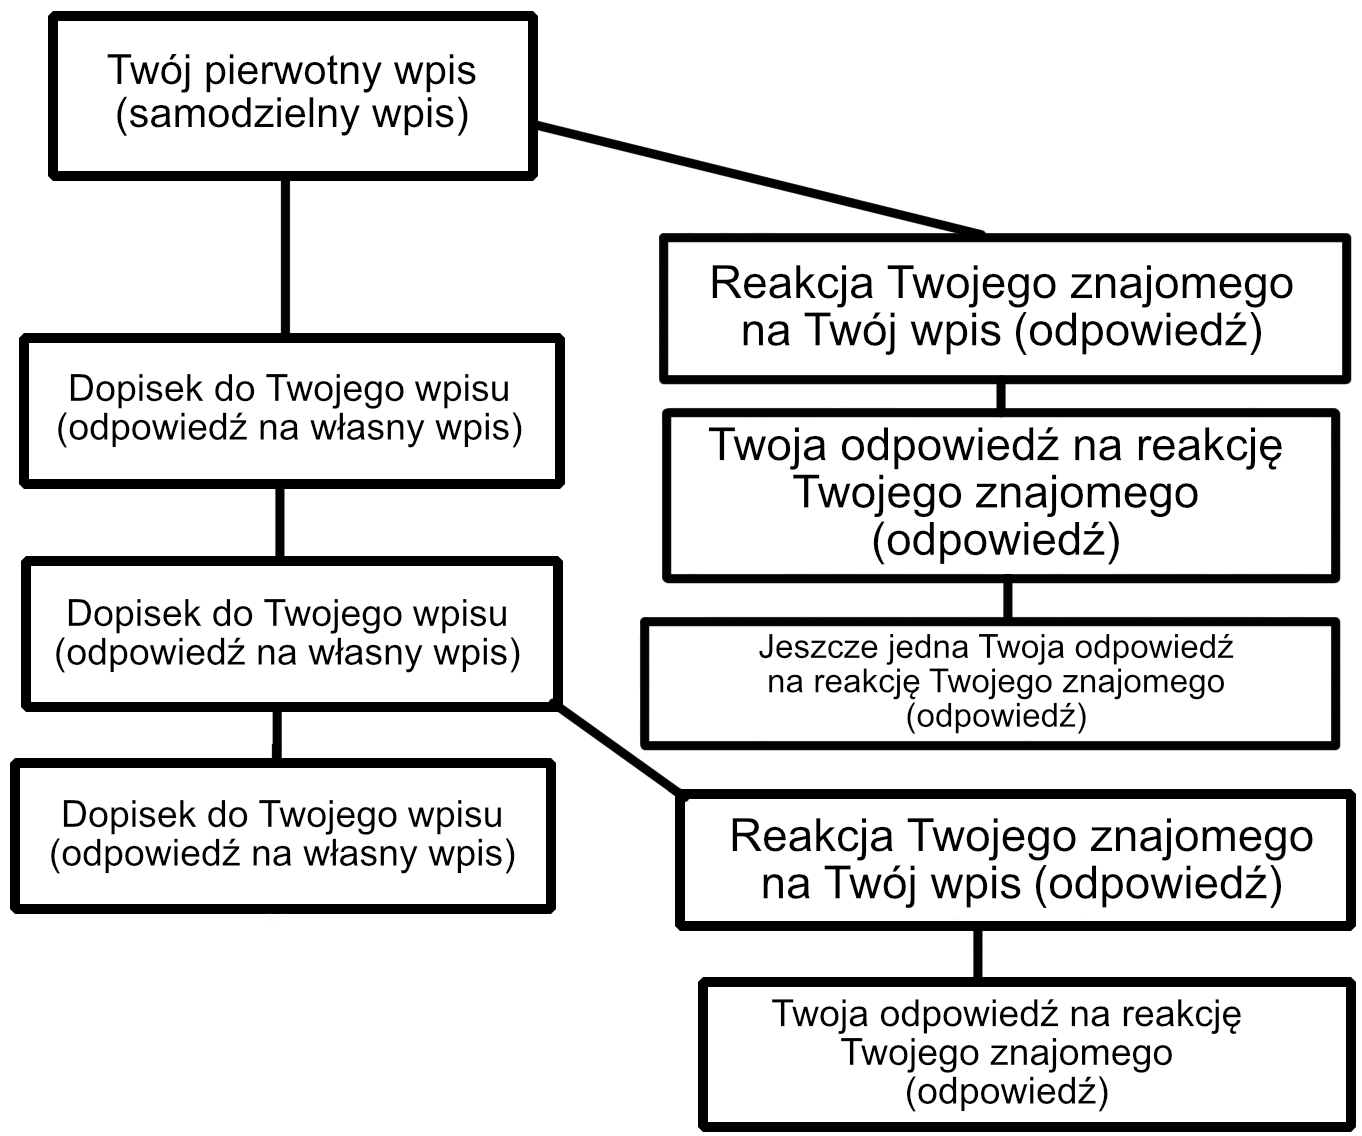 Twój pierwotny wpis
(samodzielny wpis)
Reakcja Twojego znajomego
na Twój wpis (odpowiedź)
Dopisek do Twojego wpisu
(odpowiedź na własny wpis)
Twoja odpowiedź na reakcję
Twojego znajomego
(odpowiedź)
Dopisek do Twojego wpisu
(odpowiedź na własny wpis)
Jeszcze jedna Twoja odpowiedź
na reakcję Twojego znajomego
(odpowiedź)
Dopisek do Twojego wpisu
(odpowiedź na własny wpis)
Reakcja Twojego znajomego
na Twój wpis (odpowiedź)
Twoja odpowiedź na reakcję
Twojego znajomego
(odpowiedź)